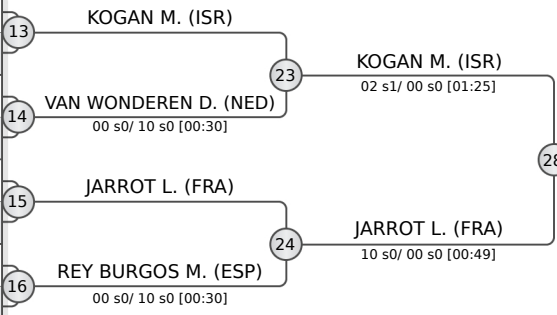 KOGAN M. (ISR)
13
KOGAN M. (ISR)
23
02 s1/ 00 s0 [01:25]
VAN WONDEREN D. (NED)
14
00 s0/ 10 s0 [00:30]
28
JARROT L. (FRA)
15
JARROT L. (FRA)
24
10 s0/ 00 s0 [00:49]
REY BURGOS M. (ESP)
16
00 s0/ 10 s0 [00:30]